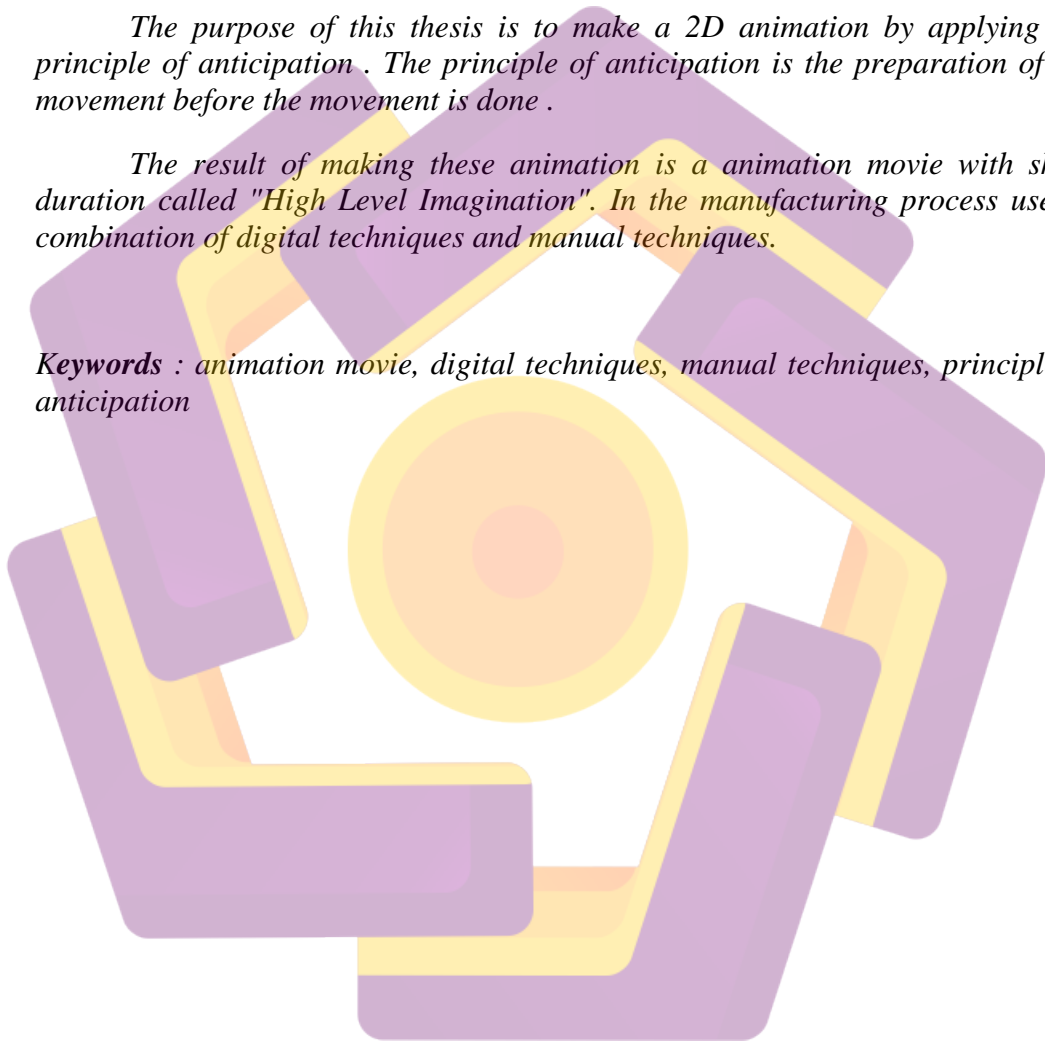 The purpose of this thesis is to make a 2D animation by applying
principle of anticipation . The principle of anticipation is the preparation of
movement before the movement is done .
The result of making these animation is a animation movie with
duration called "High Level Imagination". In the manufacturing process
combination of digital techniques and manual techniques.
Keywords : animation movie, digital techniques, manual techniques,
anticipation